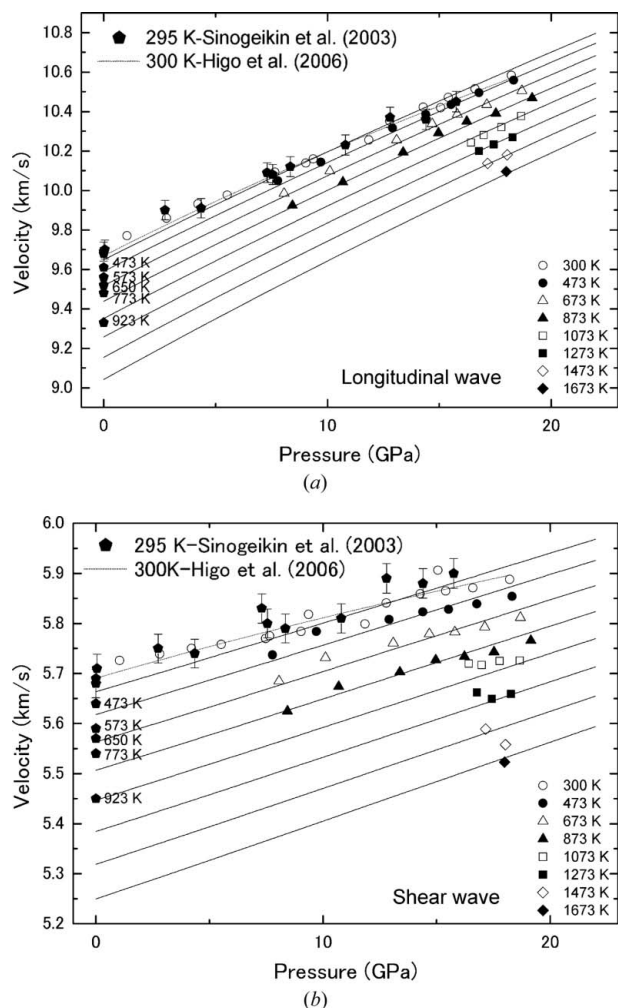 (a)
10.8
10.6
10.4
10.2
10.0
9.8
9.6
9.4
9.2
9.0
Velocity (km/s)
295 K-Sinogeikin et al. (2003)
300 K-Higo et al. (2006)
473 K
573 K
650 K
773 K
923 K
300 K
473 K
673 K
873 K
1073 K
1273 K
1473 K
1673 K
Longitudinal wave
0 10 20
Pressure (GPa)
(a)
6.0
5.9
5.8
5.7
5.6
5.5
5.4
5.3
5.2
Velocity (km/s)
295 K-Sinogeikin et al. (2003)
300K-Higo et al. (2006)
473 K
573 K
650 K
773 K
923 K
300 K
473 K
673 K
873 K
1073 K
1273 K
1473 K
1673 K
Shear wave
0 10 20
Pressure (GPa)
(b)